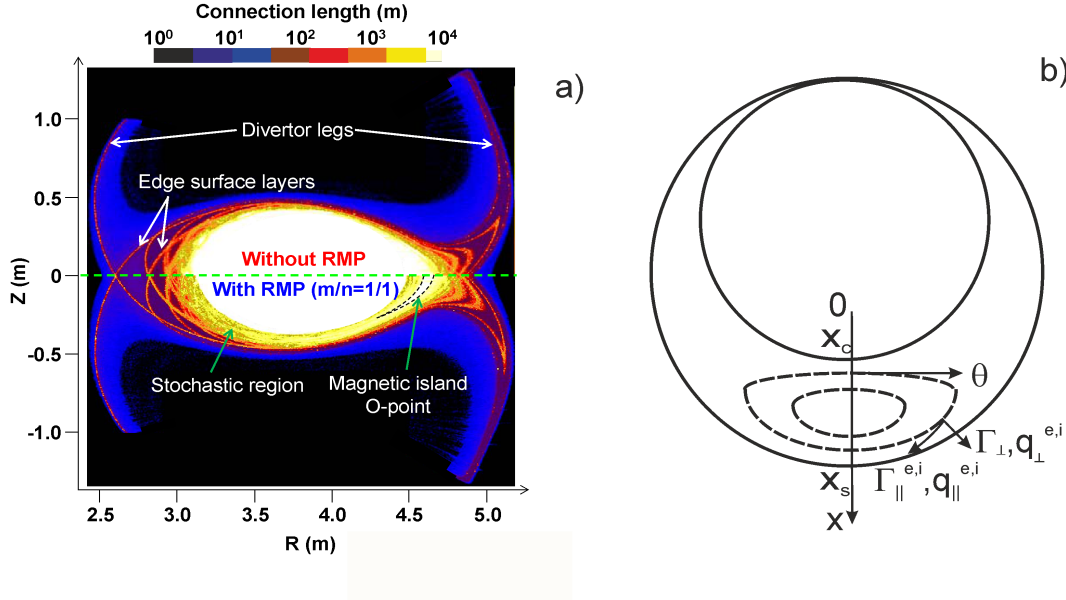 Connection length (m)
10⁰ 10¹ 10² 10³ 10⁴
a)
b)
1.0
0.5
0
-0.5
-1.0
Z (m)
Divertor legs
Edge surface layers
Without RMP
With RMP (m/n=1/1)
Stochastic region
Magnetic island
O-point
2.5 3.0 3.5 4.0 4.5 5.0
R (m)
0
x_c
θ
Γ_⊥,q_⊥^{e,i}
x_s
Γ_||^{e,i},q_||^{e,i}
x